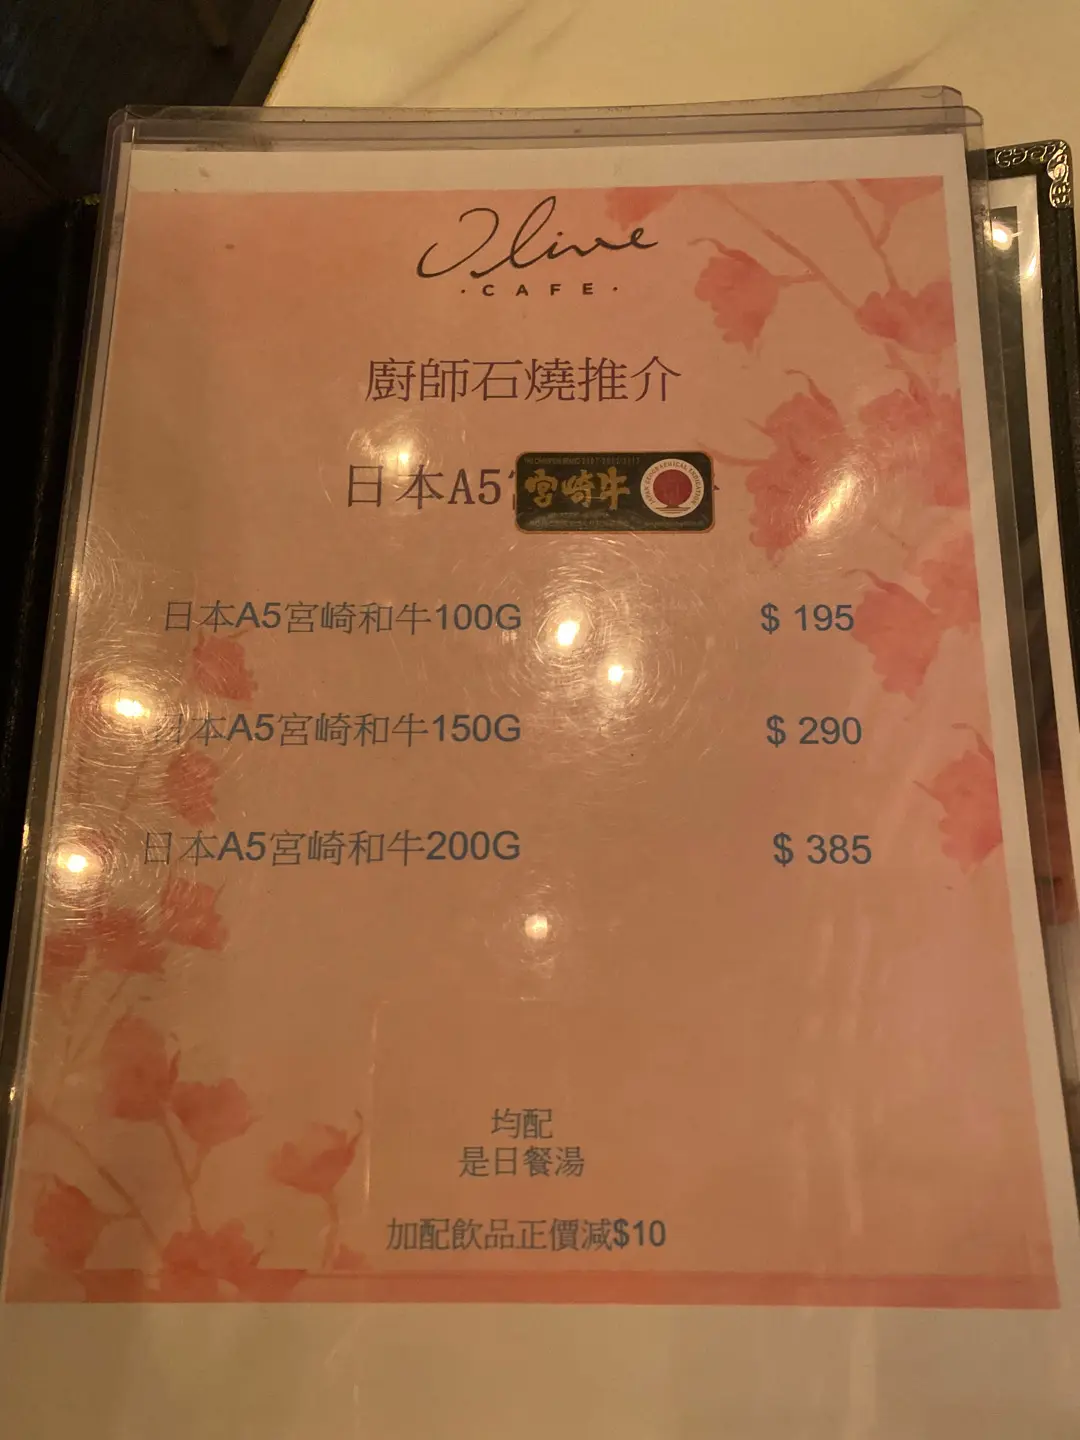 Olive
· CAFE ·
廚師石燒推介
日本A5
宮崎牛
日本A5宮崎和牛100G $ 195
日本A5宮崎和牛150G $ 290
日本A5宮崎和牛200G $ 385
均配
是日餐湯
加配飲品正價減$10